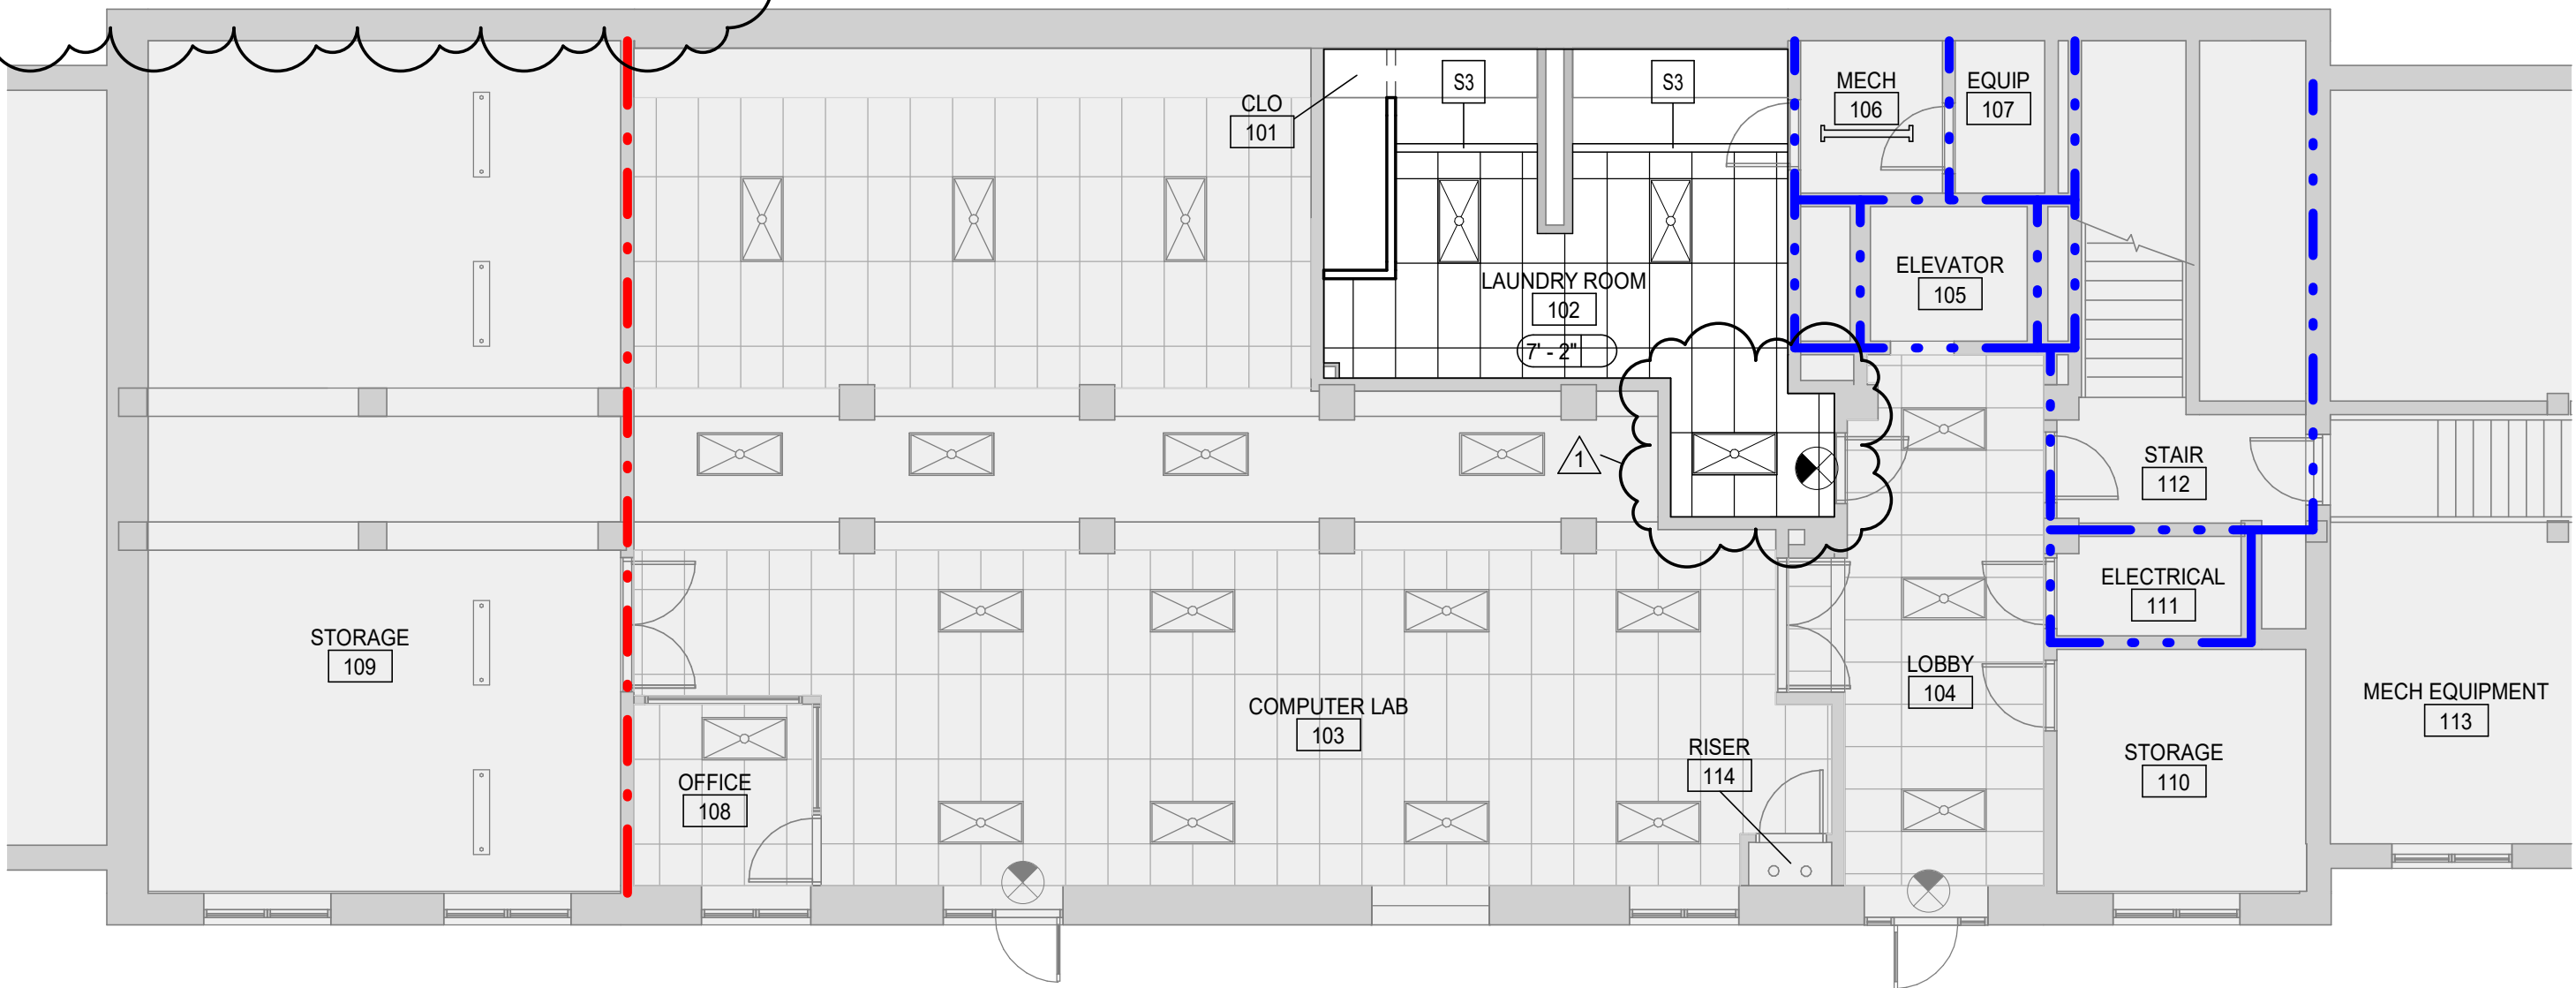 CLO
101
S3
S3
MECH
106
EQUIP
107
LAUNDRY ROOM
102
7' - 2"
ELEVATOR
105
1
STAIR
112
ELECTRICAL
111
STORAGE
109
COMPUTER LAB
103
LOBBY
104
MECH EQUIPMENT
113
OFFICE
108
RISER
114
STORAGE
110